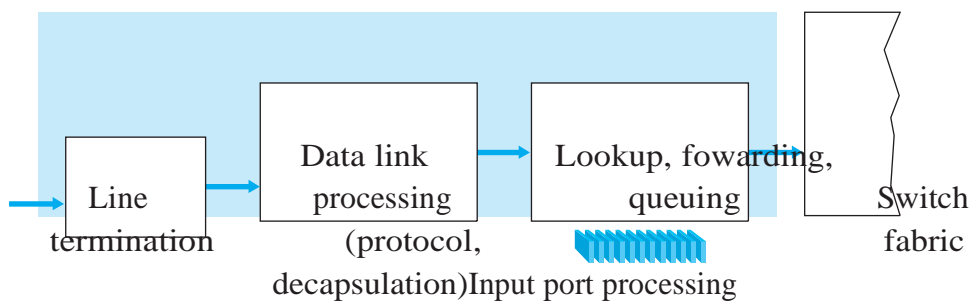 Line
termination
Data link
processing
(protocol,
decapsulation)
Lookup, fowarding,
queuing
Switch
fabric
Input port processing